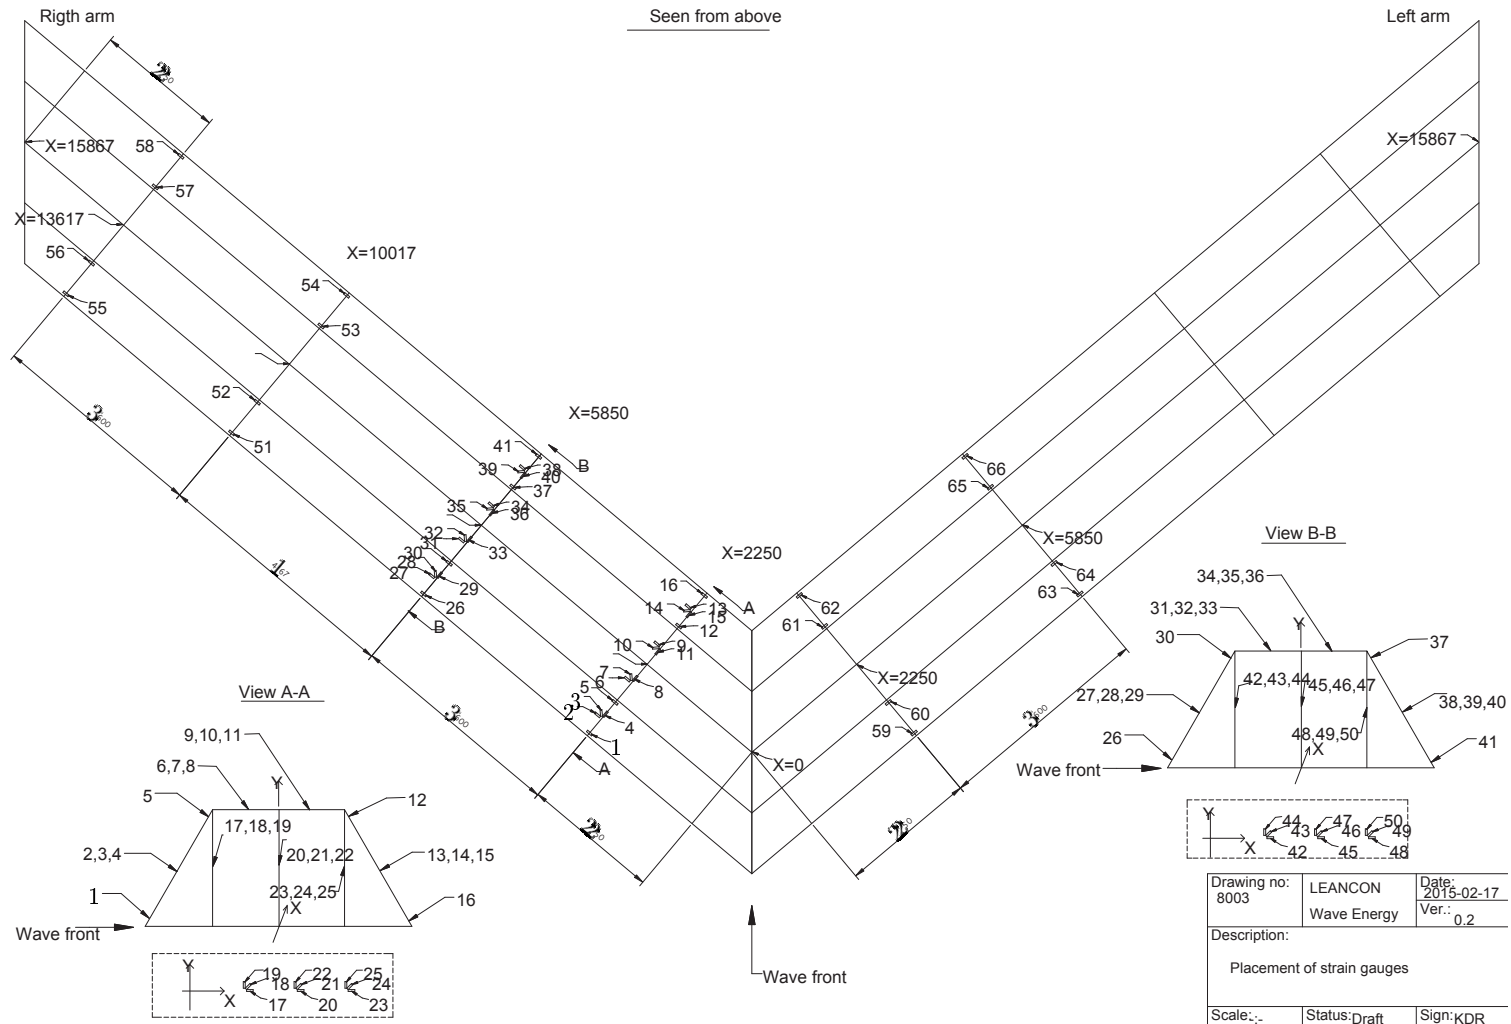 Rigth arm
Seen from above
Left arm
X=15867
58
57
X=13617
56
55
X=10017
54
53
52
51
X=5850
41
B
39
38
40
37
35
34
36
32
31
33
30
28
27
29
26
B
X=2250
16
A
14
13
15
12
10
9
11
7
6
8
5
3
2
4
1
A
X=0
X=15867
66
65
X=5850
64
63
62
61
X=2250
60
59
Wave front
View A-A
9,10,11
6,7,8
5
Y
12
17,18,19
2,3,4
20,21,22
13,14,15
23,24,25
1
X
16
Wave front
Y
19
22
25
18
21
24
X
17
20
23
View B-B
34,35,36
31,32,33
Y
30
37
42,43,44
45,46,47
27,28,29
38,39,40
48,49,50
26
X
41
Wave front
Y
44
47
50
43
46
49
X
42
45
48
Drawing no:
8003
LEANCON
Wave Energy
Date:
2015-02-17
Ver.:
0.2
Description:
Placement of strain gauges
Scale:
-:-
Status:
Draft
Sign:
KDR